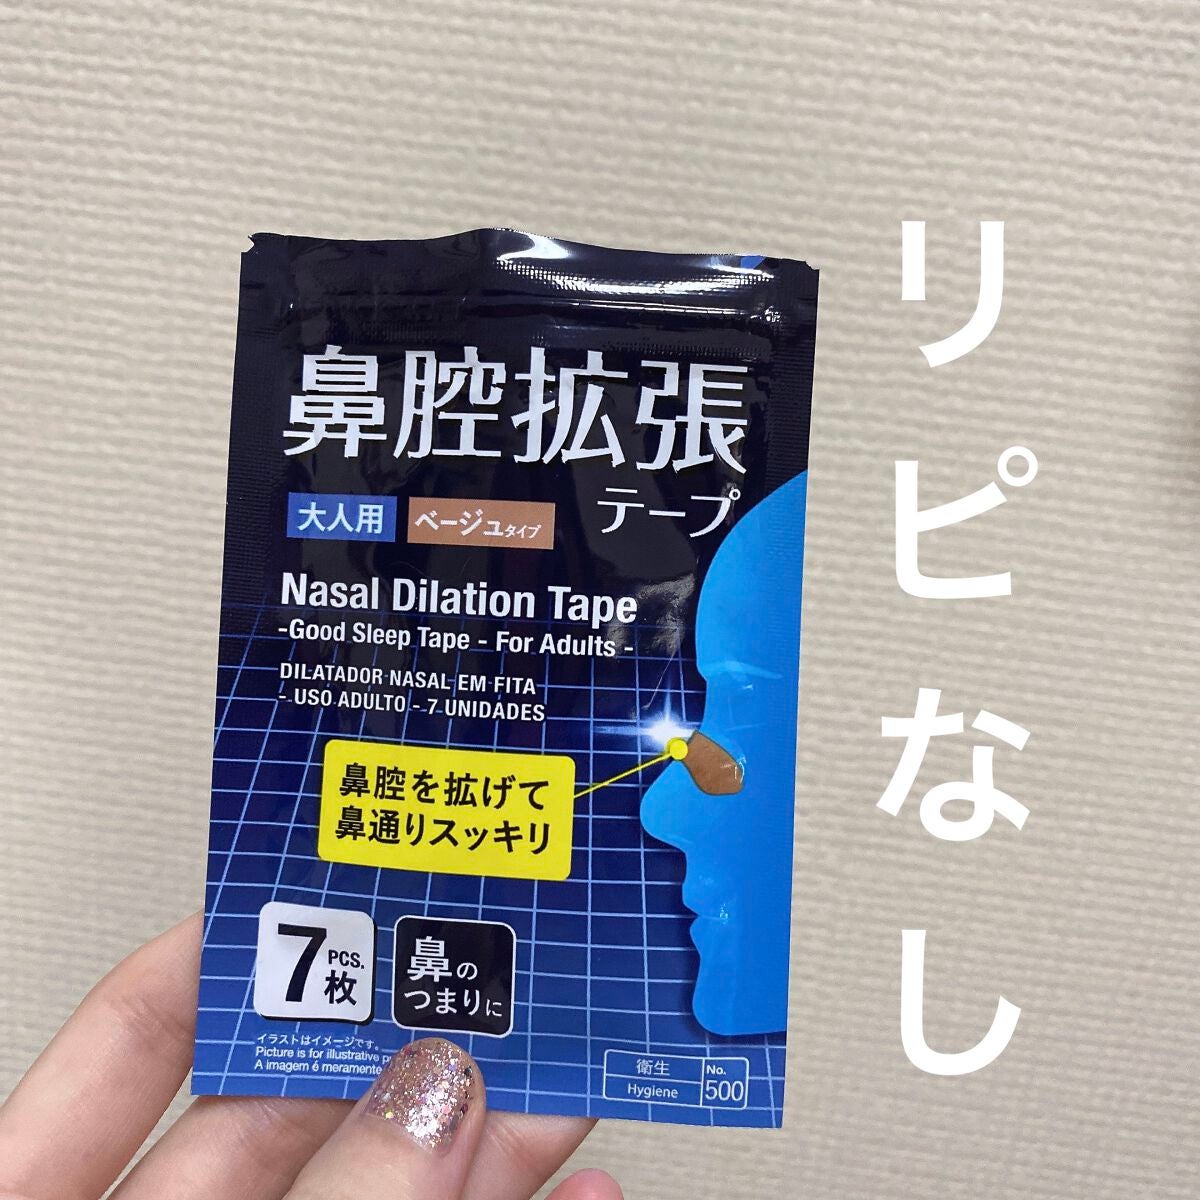 鼻腔拡張
テープ
大人用
ベージュタイプ
Nasal Dilation Tape
-Good Sleep Tape - For Adults -
DILATADOR NASAL EM FITA
- USO ADULTO - 7 UNIDADES
鼻腔を拡げて
鼻通りスッキリ
7 PCS. 枚
鼻の
つまりに
イラストはイメージです。
Picture is for illustrative
A imagem é meramente
衛生
Hygiene
No.
500
リピなし